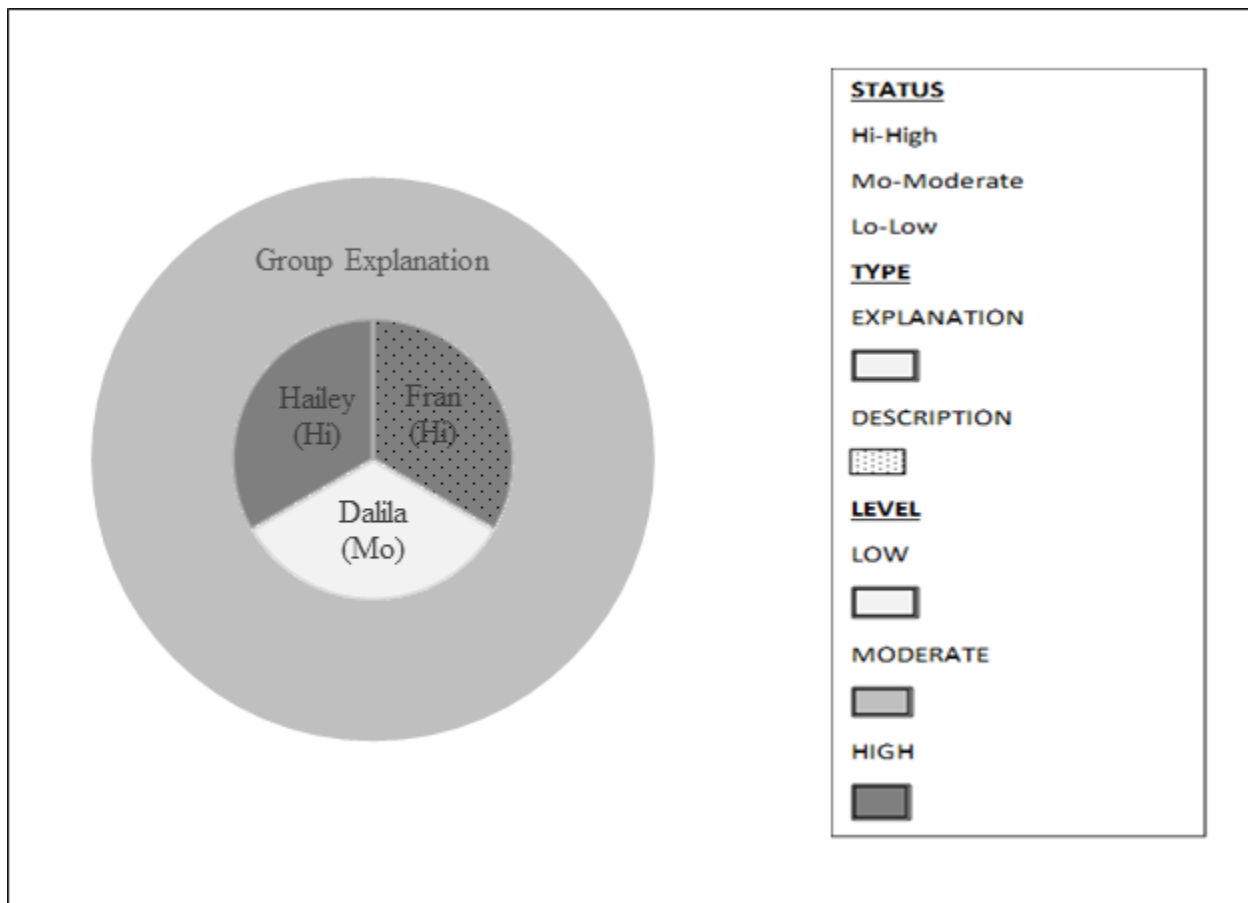 Group Explanation
Hailey
(Hi)
Fran
(Hi)
Dalila
(Mo)
STATUS
Hi-High
Mo-Moderate
Lo-Low
TYPE
EXPLANATION
DESCRIPTION
LEVEL
LOW
MODERATE
HIGH